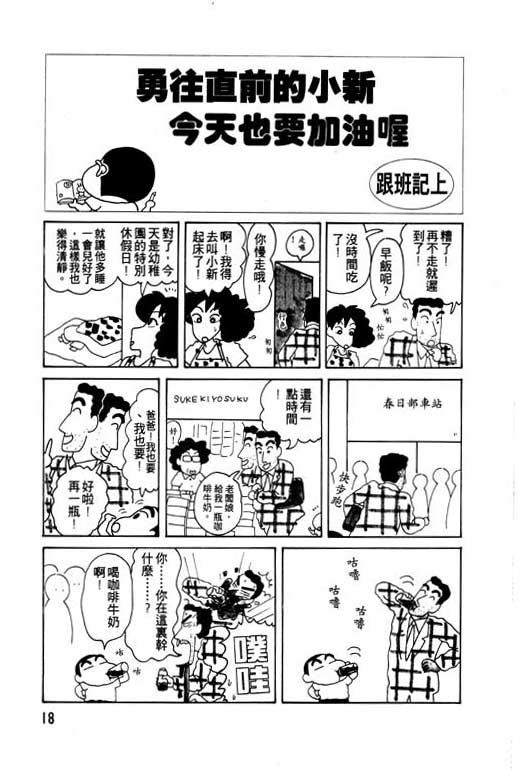 勇往直前的小新
今天也要加油喔
跟班記上
糟了!
再不走就遲
到了!
早飯呢?
沒時間吃
了!
匆匆
忙忙
走囉
!
你慢走哦!
匆匆
啊!我得
去叫小新
起床了!
對了,今
天是幼稚
園的特別
休假日!
就讓他多睡
一會兒好了
,這樣我也
樂得清靜。
春日部車站
快步跑
還有一
點時間
!
SUKEKIYOSUKU
老闆娘,
給我一瓶咖
啡牛奶。
好!
爸爸!我也要
、我也要!
好啦!
再一瓶!
咕嚕
咕嚕
咕嚕
咕嚕
你……你在這裏幹
什麼……?
噗哇
喝咖啡牛奶
啊!
18